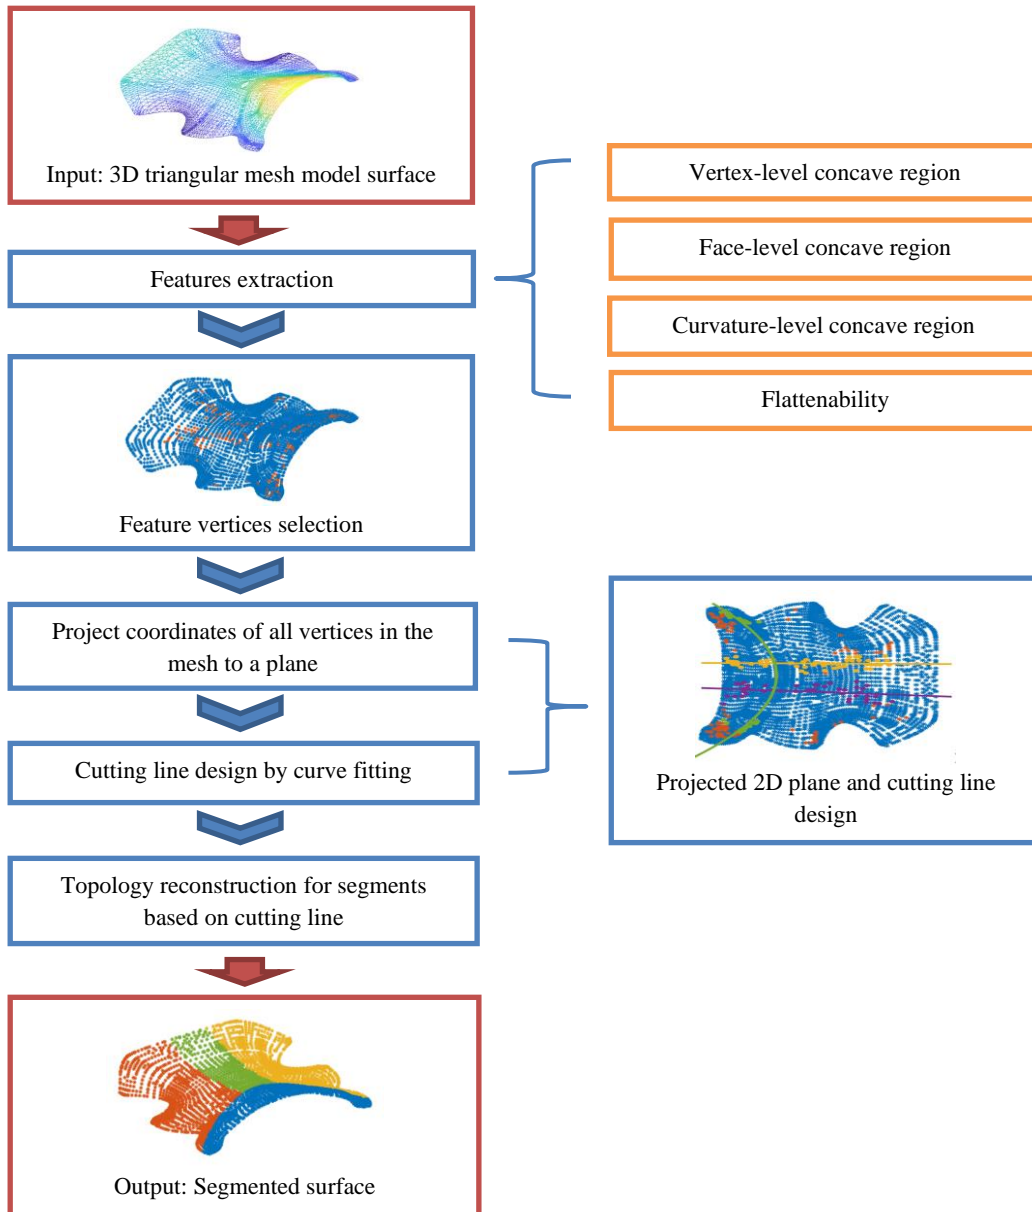 Input: 3D triangular mesh model surface
Features extraction
Vertex-level concave region
Face-level concave region
Curvature-level concave region
Flattenability
Feature vertices selection
Project coordinates of all vertices in the
mesh to a plane
Cutting line design by curve fitting
Projected 2D plane and cutting line
design
Topology reconstruction for segments
based on cutting line
Output: Segmented surface